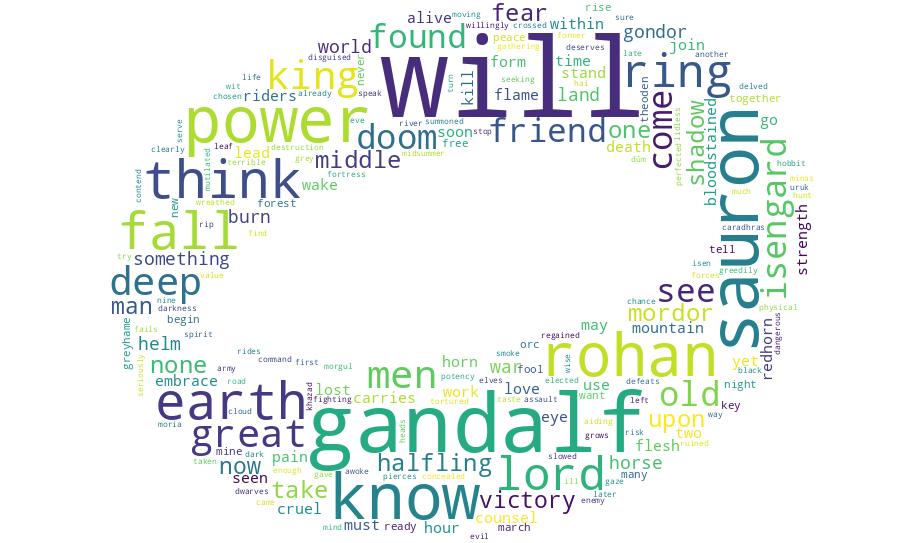 moving crossed rise
alive fear willingly former sure
found within peace gathering deserves gondor
world disguised form time late join another
king never kill will stand ring
life riders already speak turn seeking hai
wit chosen flame land theoden delved together
power eve river summoned friend one come shadow bloodstained go
serve leaf destruction doom soon stop death lidless perfected
clearly lead grey midsummer free dûm hobbit
mutilated terrible middle fortress minas
contend think wake much uruk hunt
new wreathed forest sauron isengard
fall rip burn find caradhras strength
try something value tell isen
deep nine darkness see greedily forces
man begin chance mordor physical
greyhame spirit may mountain redhorn dangerous
helm fails regained rohan
none rides command first smoke orc yet
seriously horn war wise black
embrace army morgul men potency elves fool elected defeats night
road lost carries work love use old key
earth khazad fighting tortured taste assault want left
cloud gandalf eye aiding upon way
great moria heads grows risk two ruined
mine dark pain halfling slowed flesh
now taken enough awoke lord horse
seen gave pierces concealed ill gaze many
take dwarves know victory later enemy
cruel came counsel
mind must ready hour march
evil